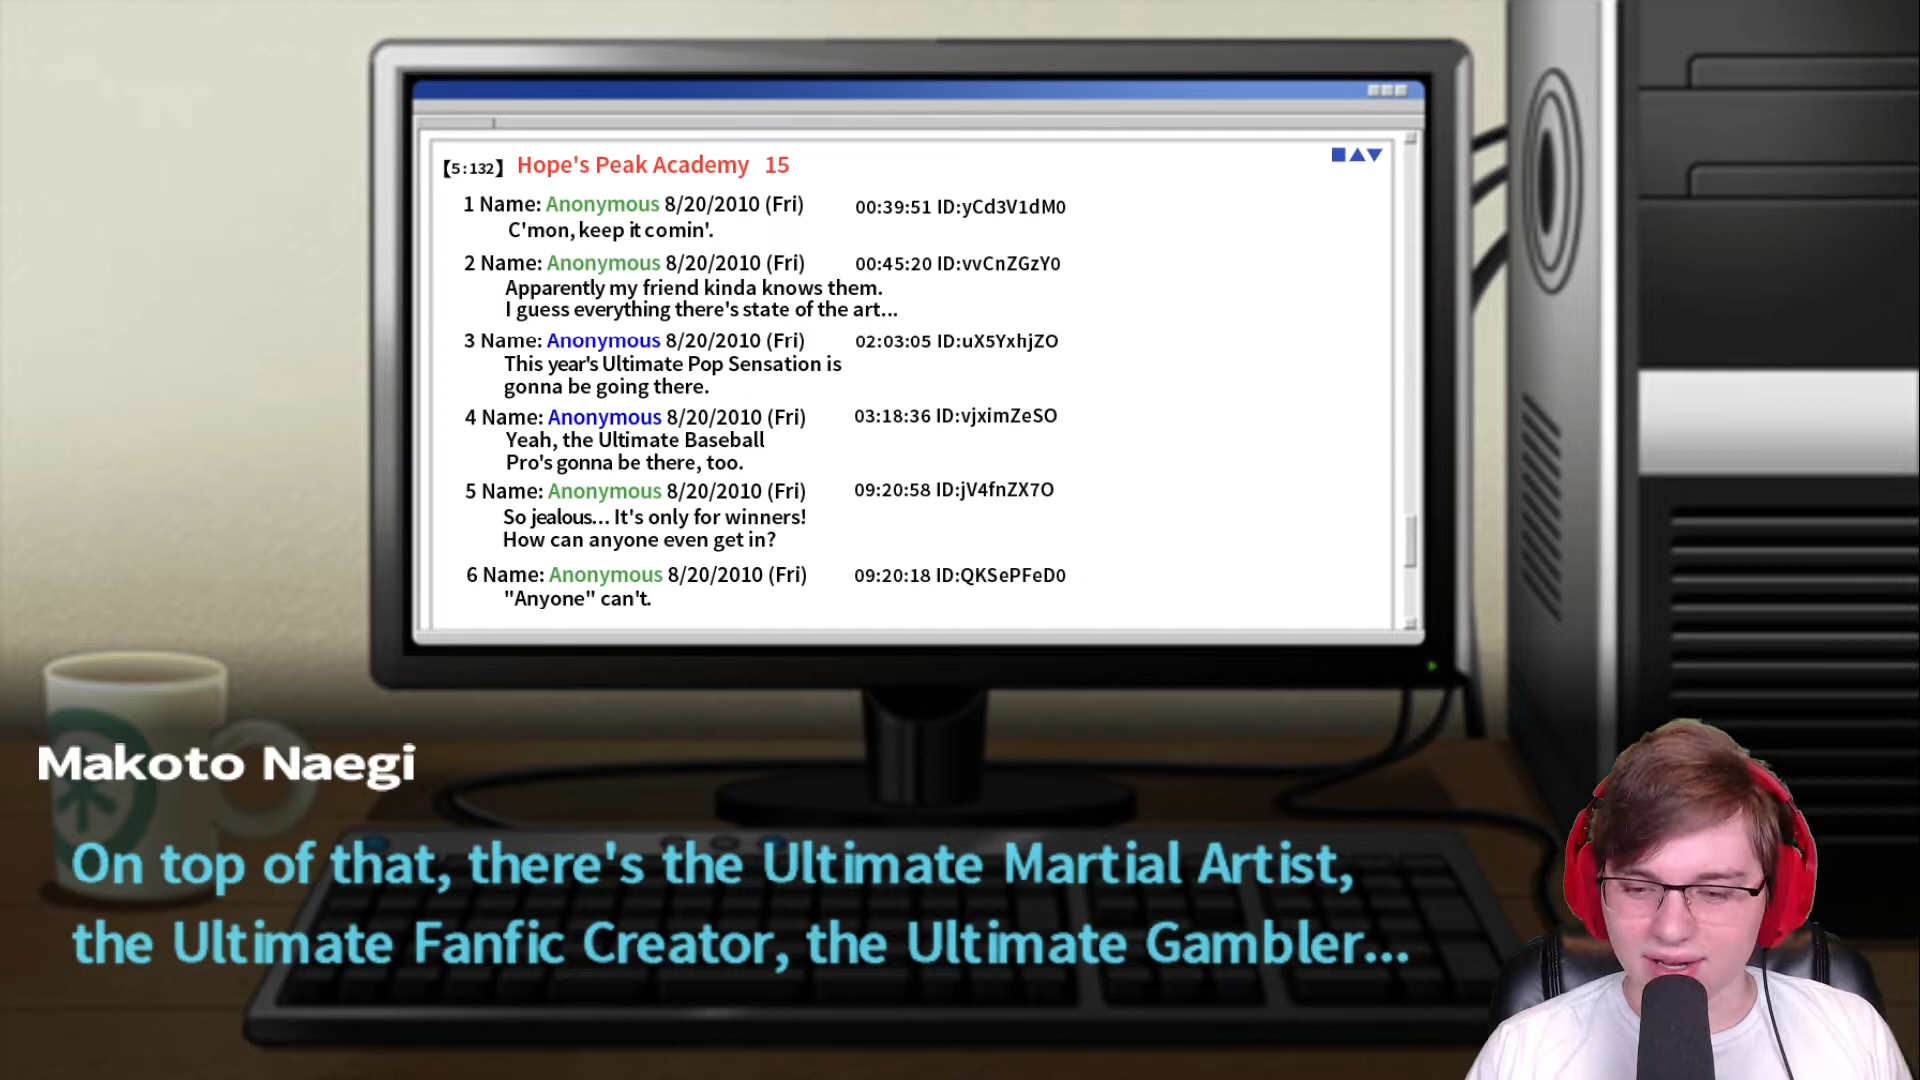 【5:132】 Hope's Peak Academy 15
1 Name: Anonymous 8/20/2010 (Fri) 00:39:51 ID:yCd3V1dM0
C'mon, keep it comin'.
2 Name: Anonymous 8/20/2010 (Fri) 00:45:20 ID:vvCnZGzY0
Apparently my friend kinda knows them.
I guess everything there's state of the art...
3 Name: Anonymous 8/20/2010 (Fri) 02:03:05 ID:uX5YxhjZO
This year's Ultimate Pop Sensation is
gonna be going there.
4 Name: Anonymous 8/20/2010 (Fri) 03:18:36 ID:vjximZeSO
Yeah, the Ultimate Baseball
Pro's gonna be there, too.
5 Name: Anonymous 8/20/2010 (Fri) 09:20:58 ID:jV4fnZX7O
So jealous... It's only for winners!
How can anyone even get in?
6 Name: Anonymous 8/20/2010 (Fri) 09:20:18 ID:QKSePFeD0
"Anyone" can't.
Makoto Naegi
On top of that, there's the Ultimate Martial Artist,
the Ultimate Fanfic Creator, the Ultimate Gambler...